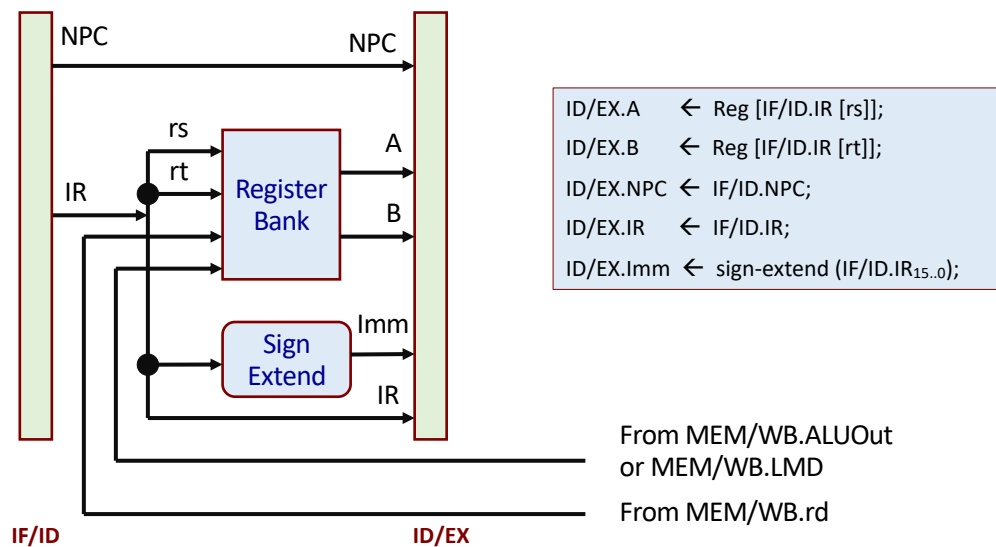 NPC
NPC
rs
rt
IR
Register
Bank
A
B
Sign
Extend
Imm
IR
ID/EX.A ← Reg [IF/ID.IR [rs]];
ID/EX.B ← Reg [IF/ID.IR [rt]];
ID/EX.NPC ← IF/ID.NPC;
ID/EX.IR ← IF/ID.IR;
ID/EX.Imm ← sign-extend (IF/ID.IR₁₅..₀);
From MEM/WB.ALUOut
or MEM/WB.LMD
From MEM/WB.rd
IF/ID
ID/EX